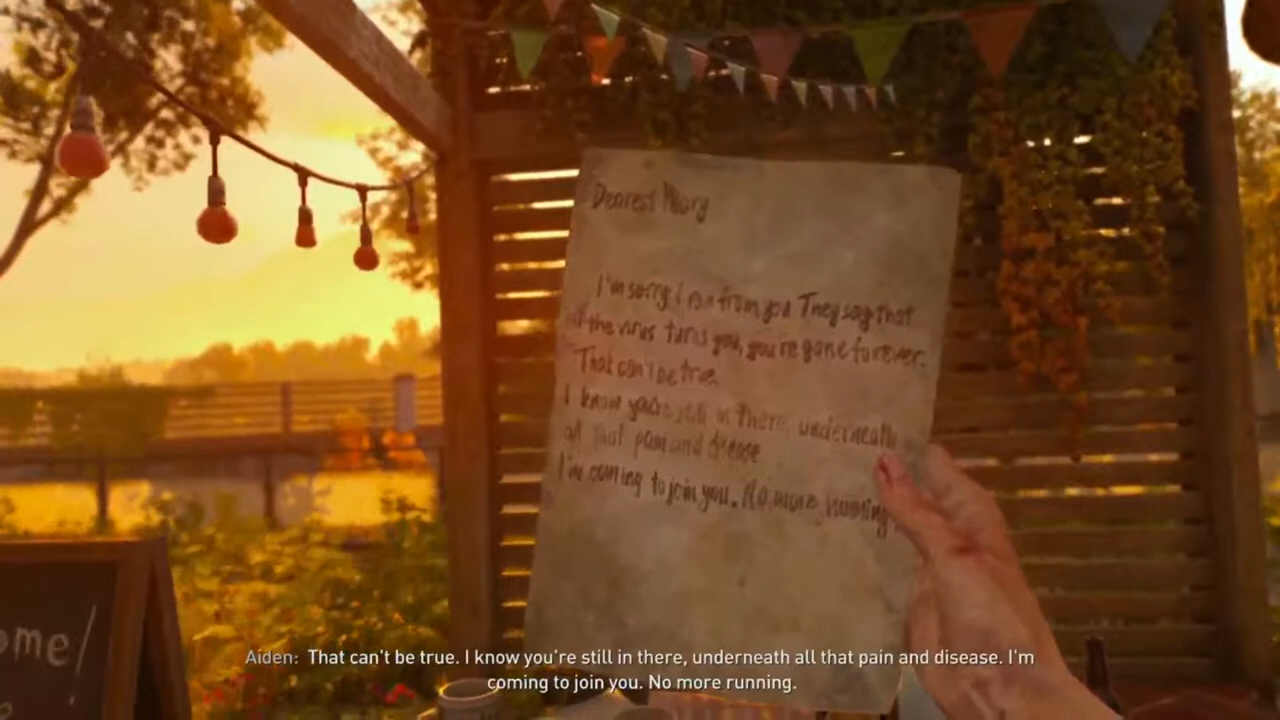 Dearest Mary
I'm sorry I ran from you. They say that
if the virus turns you, you're gone forever.
That can't be true.
I know you're still in there, underneath
all that pain and disease
I'm coming to join you. No more running
ome!
Aiden: That can't be true. I know you're still in there, underneath all that pain and disease. I'm
coming to join you. No more running.